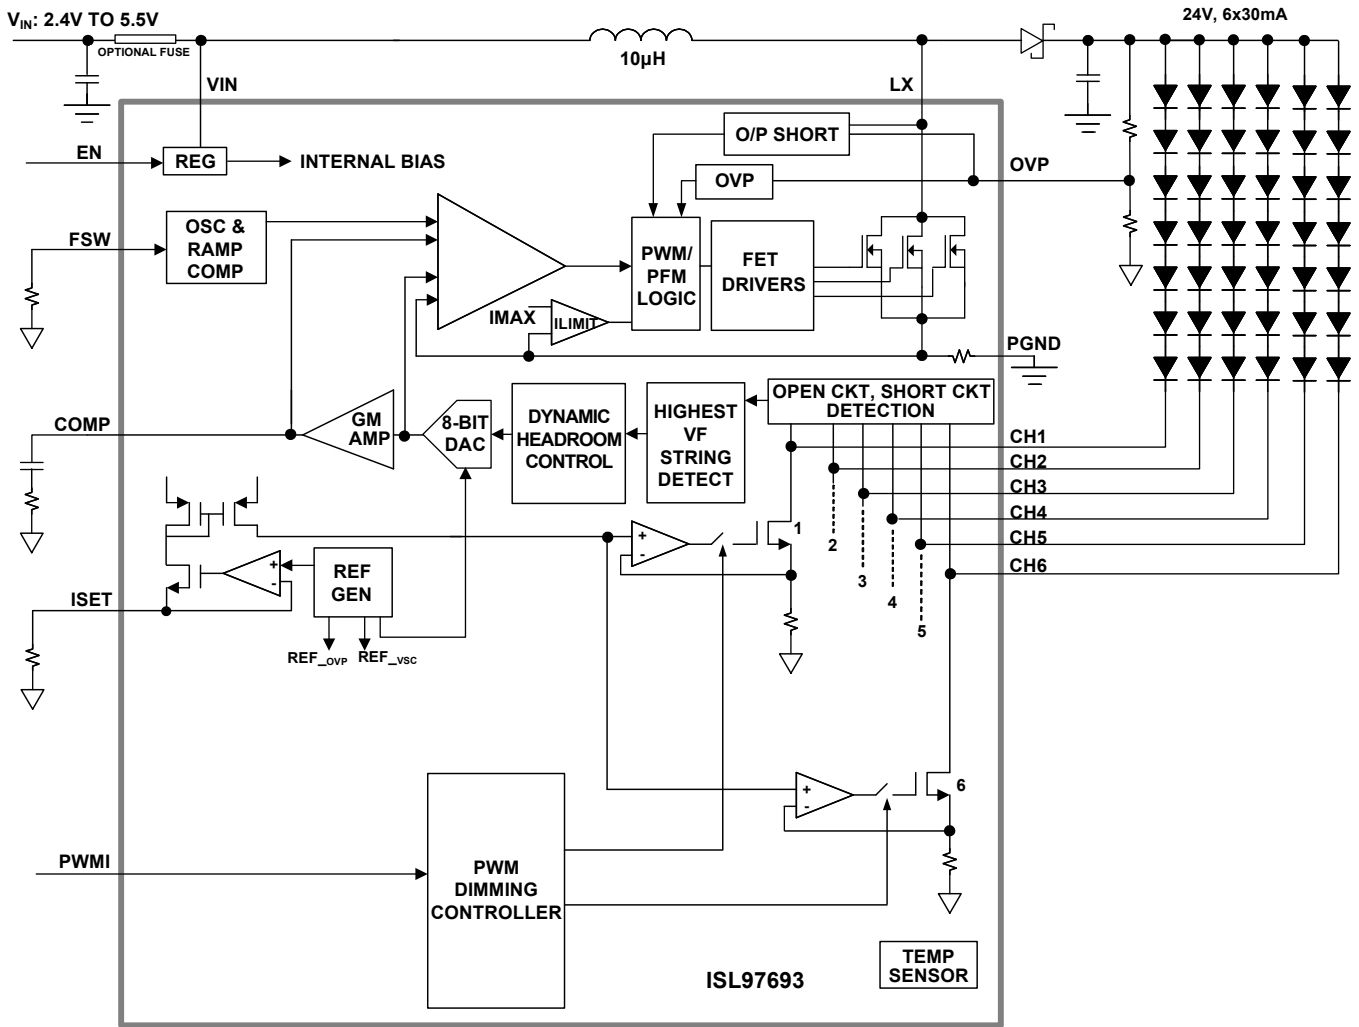 VIN: 2.4V TO 5.5V
24V, 6x30mA
OPTIONAL FUSE
10µH
VIN
LX
O/P SHORT
EN
REG
INTERNAL BIAS
OVP
OVP
FSW
OSC &
RAMP
COMP
PWM/
PFM
LOGIC
FET
DRIVERS
IMAX
ILIMIT
PGND
OPEN CKT, SHORT CKT
DETECTION
COMP
GM
AMP
8-BIT
DAC
DYNAMIC
HEADROOM
CONTROL
HIGHEST
VF
STRING
DETECT
CH1
CH2
CH3
CH4
CH5
CH6
+
-
1
2
3
4
5
+
-
REF
GEN
ISET
REF_OVP
REF_VSC
+
-
6
PWMI
PWM
DIMMING
CONTROLLER
TEMP
SENSOR
ISL97693